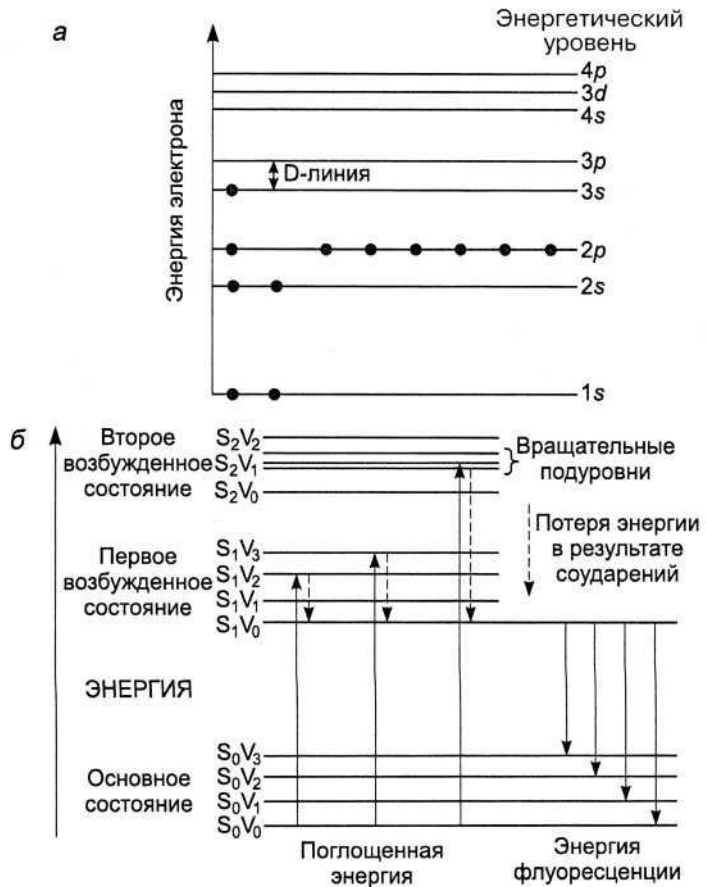 а
Энергетический
уровень
Энергия электрона
4p
3d
4s
3p
D-линия
3s
2p
2s
1s
б
Второе
возбужденное
состояние
S₂V₂
S₂V₁
S₂V₀
Вращательные
подуровни
Потеря энергии
в результате
соударений
Первое
возбужденное
состояние
S₁V₃
S₁V₂
S₁V₁
S₁V₀
ЭНЕРГИЯ
Основное
состояние
S₀V₃
S₀V₂
S₀V₁
S₀V₀
Поглощенная
энергия
Энергия
флуоресценции